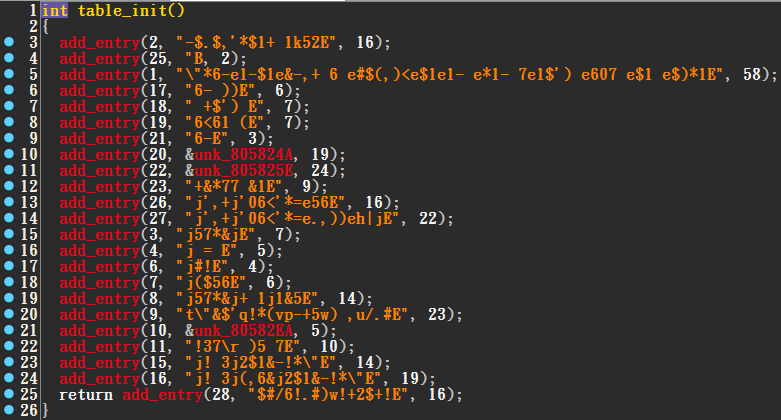 1 int table_init()
2 {
3 add_entry(2, "-$.$,'*$1+ 1k52E", 16);
4 add_entry(25, "B, 2);
5 add_entry(1, "\"*6-e1-$1e&-,+ 6 e#$(,)<e$1e1- e*1- 7e1$') e607 e$1 e$)*1E", 58);
6 add_entry(17, "6- ))E", 6);
7 add_entry(18, " +$') E", 7);
8 add_entry(19, "6<61 (E", 7);
9 add_entry(21, "6-E", 3);
10 add_entry(20, &unk_805824A, 19);
11 add_entry(22, &unk_805825E, 24);
12 add_entry(23, "+&*77 &1E", 9);
13 add_entry(26, "j',+j'06<'*=e56E", 16);
14 add_entry(27, "j',+j'06<'*=e.,))eh|jE", 22);
15 add_entry(3, "j57*&jE", 7);
16 add_entry(4, "j = E", 5);
17 add_entry(6, "j#!E", 4);
18 add_entry(7, "j($56E", 6);
19 add_entry(8, "j57*&j+ 1j1&5E", 14);
20 add_entry(9, "t\"&$'q!*(vp-+5w) ,u/.#E", 23);
21 add_entry(10, &unk_80582EA, 5);
22 add_entry(11, "!37\r )5 7E", 10);
23 add_entry(15, "j! 3j2$1&-!*\"E", 14);
24 add_entry(16, "j! 3j(,6&j2$1&-!*\"E", 19);
25 return add_entry(28, "$#/6!.#)w!+2$+!E", 16);
26 }